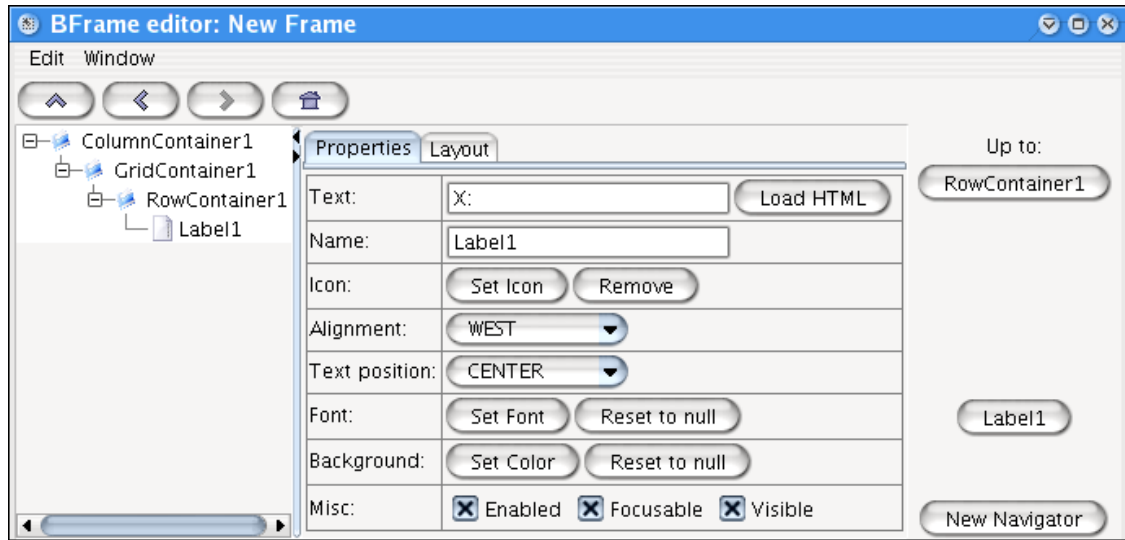 BFrame editor: New Frame
Edit Window
ColumnContainer1
GridContainer1
RowContainer1
Label1
Properties Layout
Text: X: Load HTML
Name: Label1
Icon: Set Icon Remove
Alignment: WEST
Text position: CENTER
Font: Set Font Reset to null
Background: Set Color Reset to null
Misc: Enabled Focusable Visible
Up to:
RowContainer1
Label1
New Navigator